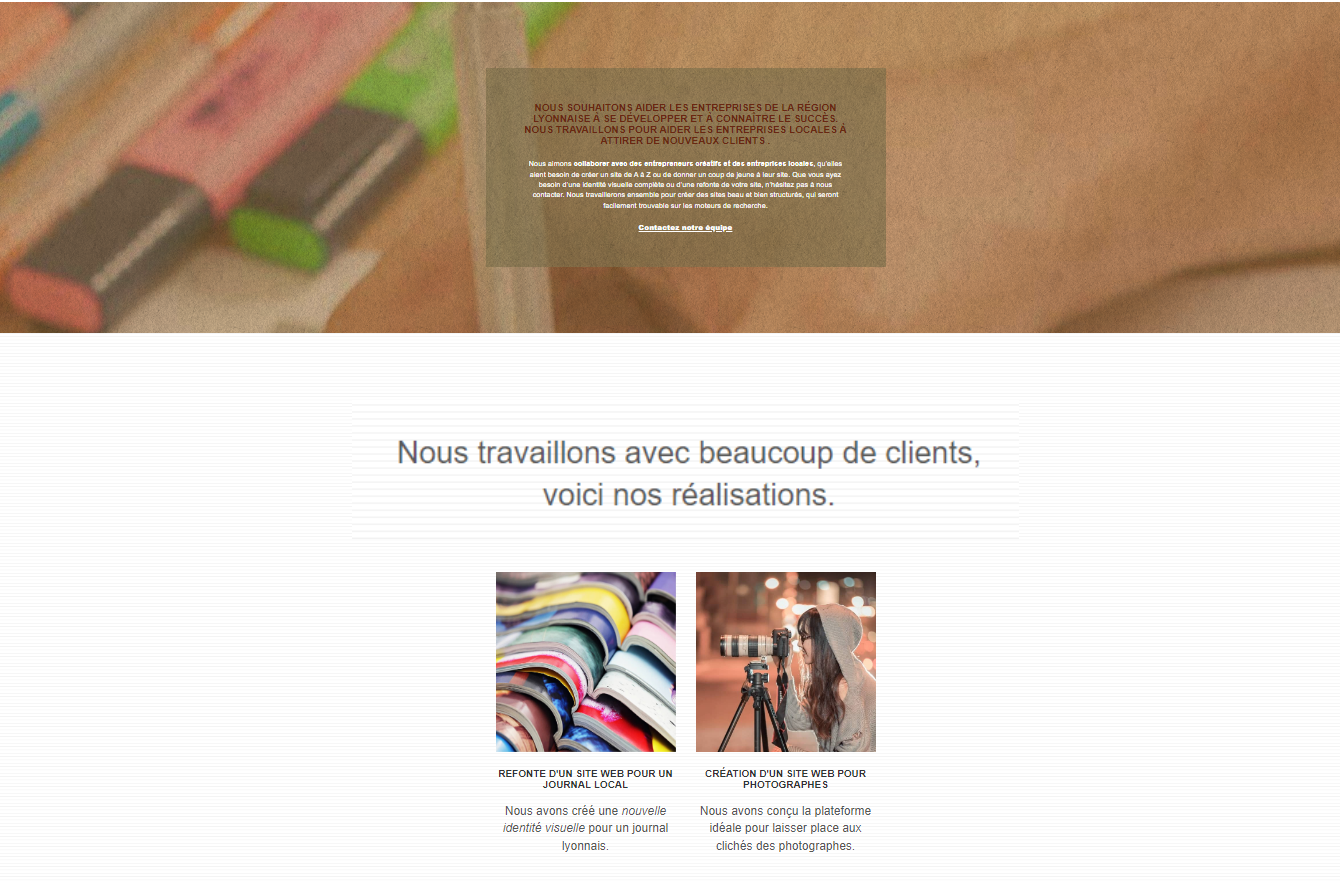 NOUS SOUHAITONS AIDER LES ENTREPRISES DE LA RÉGION
LYONNAISE À SE DÉVELOPPER ET À CONNAÎTRE LE SUCCÈS.
NOUS TRAVAILLONS POUR AIDER LES ENTREPRISES LOCALES À
ATTIRER DE NOUVEAUX CLIENTS .
Nous aimons collaborer avec des entrepreneurs créatifs et des entreprises locales, qu'elles
aient besoin de créer un site de A à Z ou de donner un coup de jeune à leur site. Que vous ayez
besoin d'une identité visuelle complète ou d'une refonte de votre site, n'hésitez pas à nous
contacter. Nous travaillerons ensemble pour créer des sites beau et bien structurés, qui seront
facilement trouvable sur les moteurs de recherche.
Contactez notre équipe
Nous travaillons avec beaucoup de clients,
voici nos réalisations.
REFONTE D'UN SITE WEB POUR UN
JOURNAL LOCAL
Nous avons créé une nouvelle
identité visuelle pour un journal
lyonnais.
CRÉATION D'UN SITE WEB POUR
PHOTOGRAPHES
Nous avons conçu la plateforme
idéale pour laisser place aux
clichés des photographes.